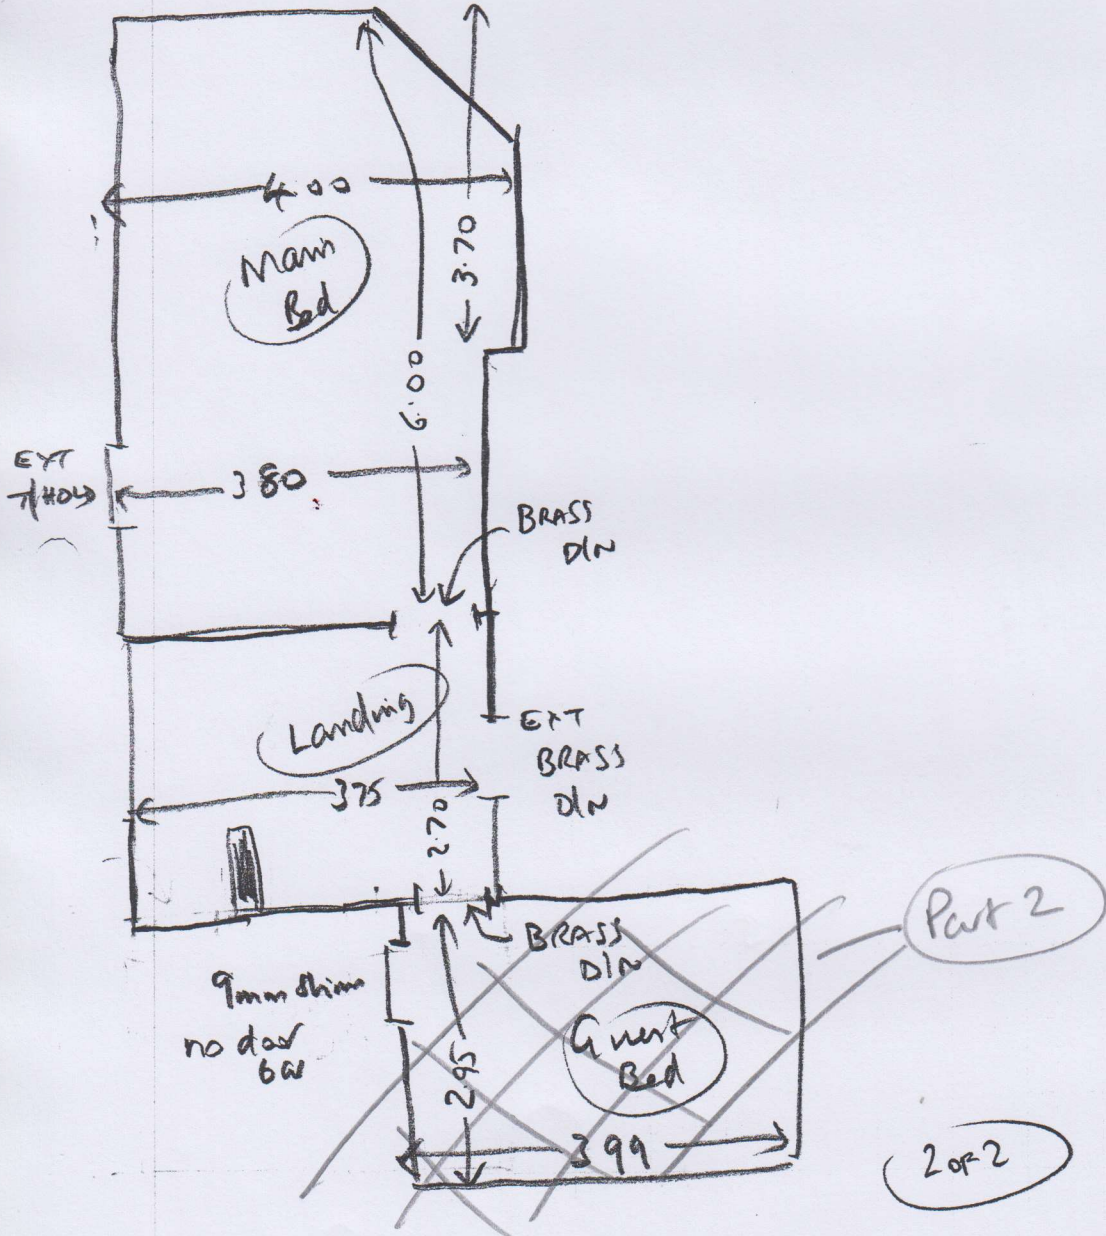 4.00
3.70
Main
Bed
6.00
EXT
T/HOLD
380
BRASS
D/N
Landing
EXT
BRASS
D/N
375
2.70
Part 2
BRASS
D/N
9mm shim
no door
bar
Guest
Bed
2.95
399
2 OF 2